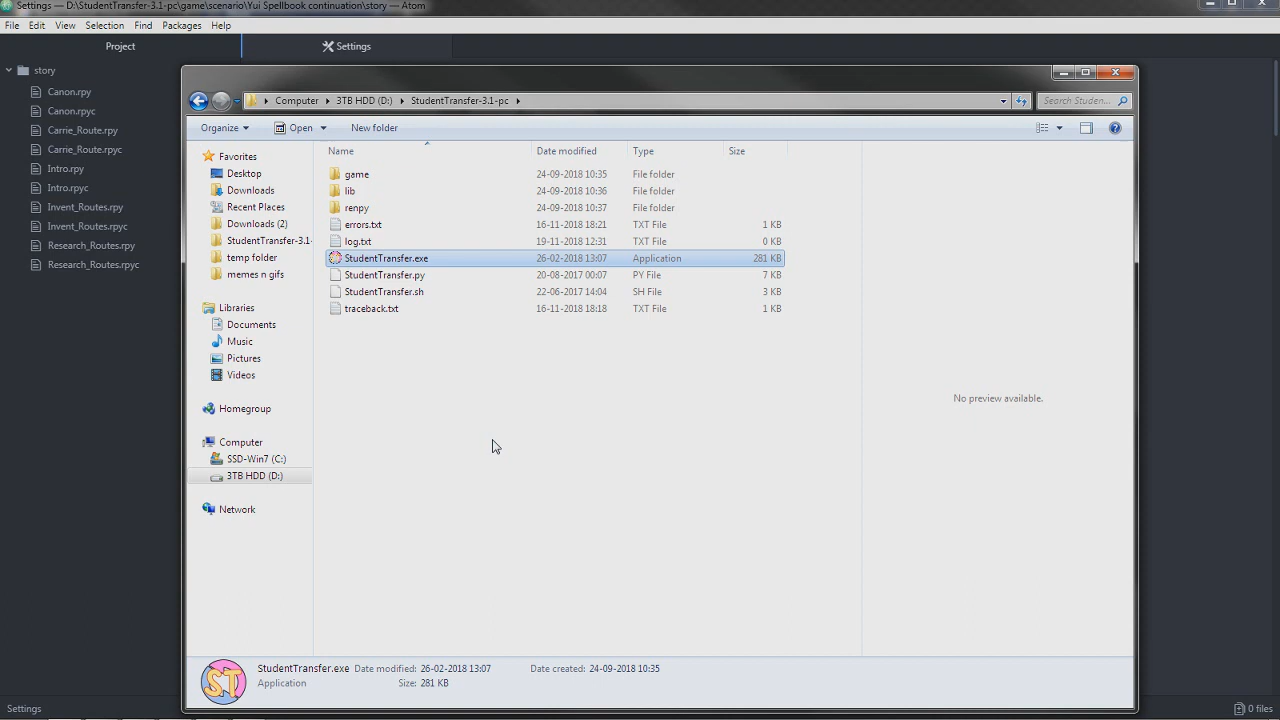 Settings — D:\StudentTransfer-3.1-pc\game\scenario\Yui Spellbook continuation\story — Atom
File Edit View Selection Find Packages Help
Project
Settings
story
Canon.rpy
Canon.rpyc
Carrie_Route.rpy
Carrie_Route.rpyc
Intro.rpy
Intro.rpyc
Invent_Routes.rpy
Invent_Routes.rpyc
Research_Routes.rpy
Research_Routes.rpyc
Computer 3TB HDD (D:) StudentTransfer-3.1-pc
Search Studen...
Organize Open New folder
Favorites
Desktop
Downloads
Recent Places
Downloads (2)
StudentTransfer-3.1-
temp folder
memes n gifs
Libraries
Documents
Music
Pictures
Videos
Homegroup
Computer
SSD-Win7 (C:)
3TB HDD (D:)
Network
Name Date modified Type Size
game 24-09-2018 10:35 File folder
lib 24-09-2018 10:36 File folder
renpy 24-09-2018 10:37 File folder
errors.txt 16-11-2018 18:21 TXT File 1 KB
log.txt 19-11-2018 12:31 TXT File 0 KB
StudentTransfer.exe 26-02-2018 13:07 Application 281 KB
StudentTransfer.py 20-08-2017 00:07 PY File 7 KB
StudentTransfer.sh 22-06-2017 14:04 SH File 3 KB
traceback.txt 16-11-2018 18:18 TXT File 1 KB
No preview available.
ST
StudentTransfer.exe Date modified: 26-02-2018 13:07 Date created: 24-09-2018 10:35
Application Size: 281 KB
Settings
0 files